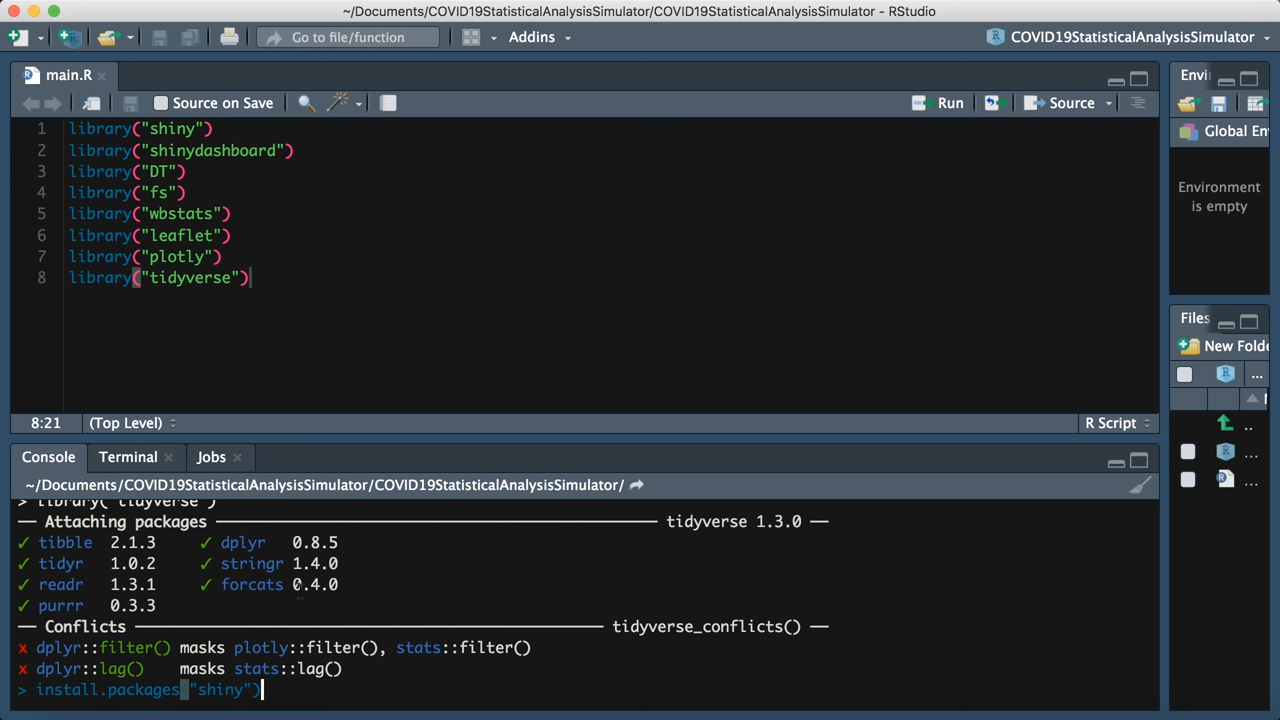 ~/Documents/COVID19StatisticalAnalysisSimulator/COVID19StatisticalAnalysisSimulator - RStudio
Go to file/function
Addins
COVID19StatisticalAnalysisSimulator
main.R
Source on Save
Run
Source
1 library("shiny")
2 library("shinydashboard")
3 library("DT")
4 library("fs")
5 library("wbstats")
6 library("leaflet")
7 library("plotly")
8 library("tidyverse")
8:21 (Top Level)
R Script
Console Terminal Jobs
~/Documents/COVID19StatisticalAnalysisSimulator/COVID19StatisticalAnalysisSimulator/
> library("tidyverse")
── Attaching packages ── tidyverse 1.3.0 ──
✓ tibble 2.1.3 ✓ dplyr 0.8.5
✓ tidyr 1.0.2 ✓ stringr 1.4.0
✓ readr 1.3.1 ✓ forcats 0.4.0
✓ purrr 0.3.3
── Conflicts ── tidyverse_conflicts() ──
x dplyr::filter() masks plotly::filter(), stats::filter()
x dplyr::lag() masks stats::lag()
> install.packages("shiny")
Envi
Global En
Environment
is empty
Files
New Folde
...
..
...
...